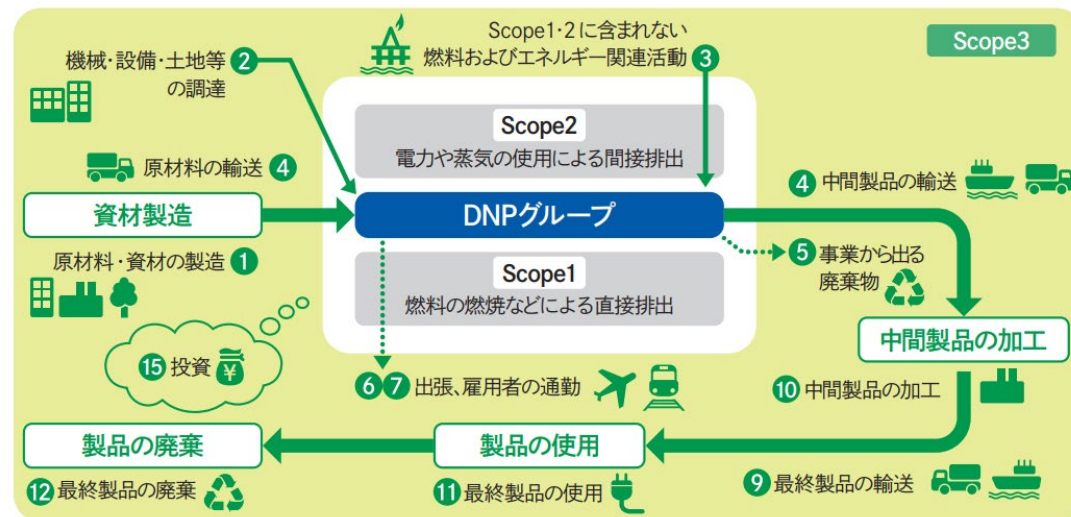 Scope3
Scope1・2に含まれない
燃料およびエネルギー関連活動 3
機械・設備・土地等 2
の調達
Scope2
電力や蒸気の使用による間接排出
原材料の輸送 4
資材製造
DNPグループ
4 中間製品の輸送
原材料・資材の製造 1
Scope1
燃料の燃焼などによる直接排出
5 事業から出る
廃棄物
中間製品の加工
15 投資 ¥
6 7 出張、雇用者の通勤
10 中間製品の加工
製品の廃棄
製品の使用
12 最終製品の廃棄
11 最終製品の使用
9 最終製品の輸送